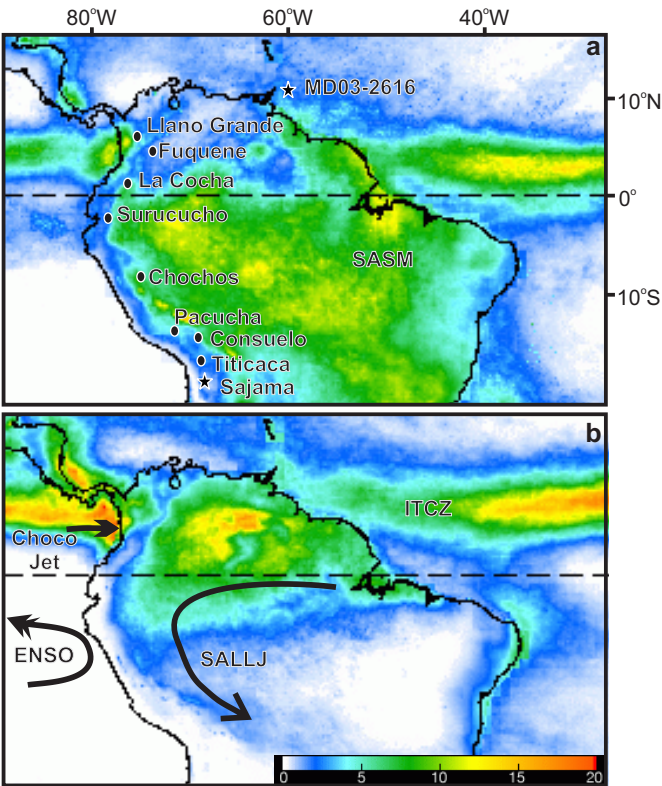 80°W 60°W 40°W
a
MD03-2616
10°N
Llano Grande
Fuquene
La Cocha
0°
Surucucho
SASM
Chochos
10°S
Pacucha
Consuelo
Titicaca
Sajama
b
ITCZ
Choco
Jet
ENSO
SALLJ
0 5 10 15 20